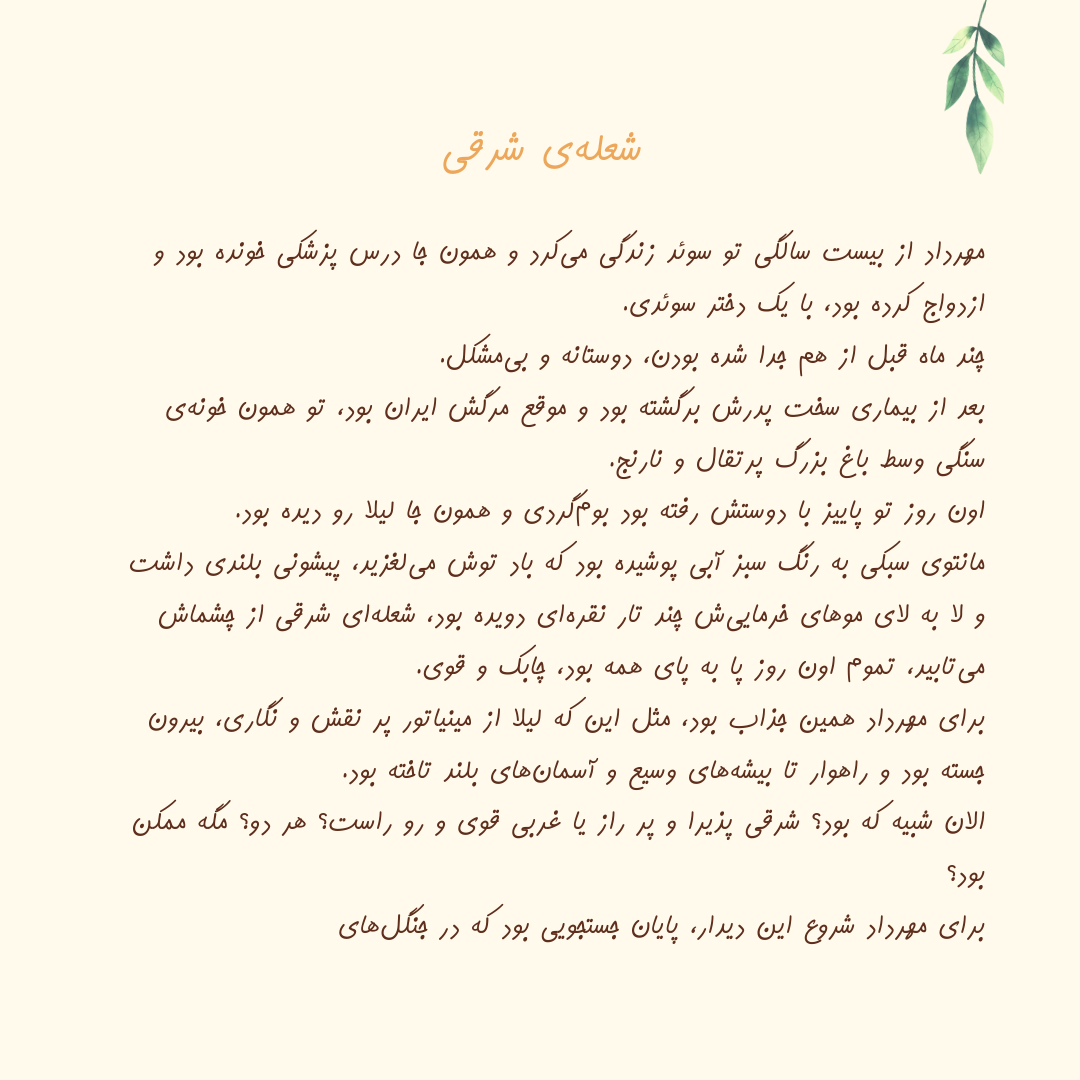 شعله‌ی شرقی
مهرداد از بیست سالگی تو سوئد زندگی می‌کرد و همون جا درس پزشکی خونده بود و
ازدواج کرده بود، با یک دختر سوئدی.
چند ماه قبل از هم جدا شده بودن، دوستانه و بی‌مشکل.
بعد از بیماری سخت پدرش برگشته بود و موقع مرگش ایران بود، تو همون خونه‌ی
سنگی وسط باغ بزرگ پرتقال و نارنج.
اون روز تو پاییز با دوستش رفته بود بوم‌گردی و همون جا لیلا رو دیده بود.
مانتوی سبکی به رنگ سبز آبی پوشیده بود که باد توش می‌لغزید، پیشونی بلندی داشت
و لا به لای موهای خرمایی‌ش چند تار نقره‌ای دویده بود، شعله‌ای شرقی از چشماش
می‌تابید، تموم اون روز پا به پای همه بود، چابک و قوی.
برای مهرداد همین جذاب بود، مثل این که لیلا از مینیاتور پر نقش و نگاری، بیرون
جسته بود و راهوار تا بیشه‌های وسیع و آسمان‌های بلند تاخته بود.
الان شبیه که بود؟ شرقی پذیرا و پر راز یا غربی قوی و رو راست؟ هر دو؟ مگه ممکن
بود؟
برای مهرداد شروع این دیدار، پایان جستجویی بود که در جنگل‌های